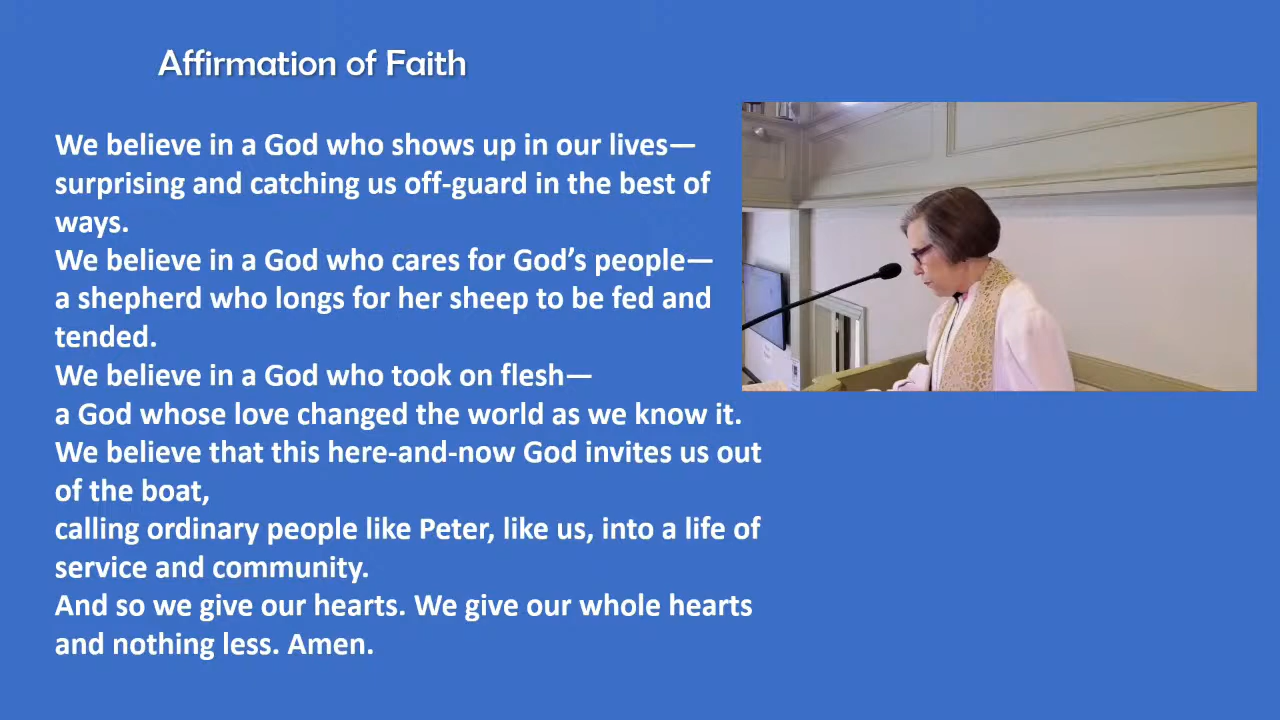 Affirmation of Faith
We believe in a God who shows up in our lives—
surprising and catching us off-guard in the best of
ways.
We believe in a God who cares for God’s people—
a shepherd who longs for her sheep to be fed and
tended.
We believe in a God who took on flesh—
a God whose love changed the world as we know it.
We believe that this here-and-now God invites us out
of the boat,
calling ordinary people like Peter, like us, into a life of
service and community.
And so we give our hearts. We give our whole hearts
and nothing less. Amen.